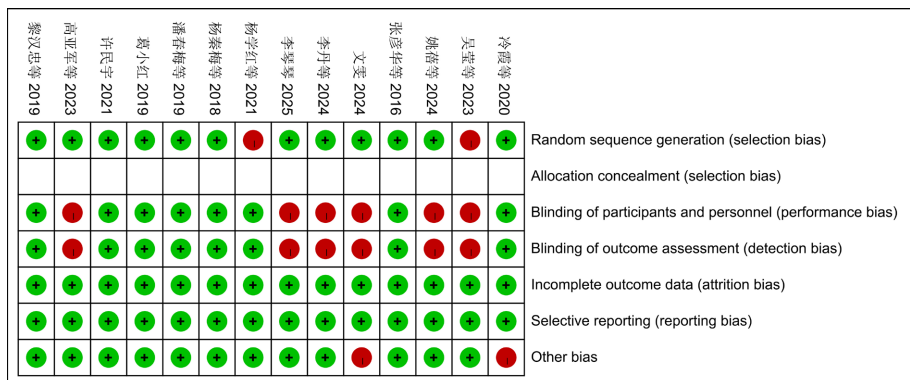 黎汉忠等 2019
高亚军等 2023
许民宇 2021
葛小红 2019
潘春梅等 2019
杨秦梅等 2018
杨学红等 2021
李琴琴 2025
李丹等 2024
文雯 2024
张彦华等 2016
姚蓓等 2024
吴莹等 2023
冷霞等 2020
Random sequence generation (selection bias)
Allocation concealment (selection bias)
Blinding of participants and personnel (performance bias)
Blinding of outcome assessment (detection bias)
Incomplete outcome data (attrition bias)
Selective reporting (reporting bias)
Other bias